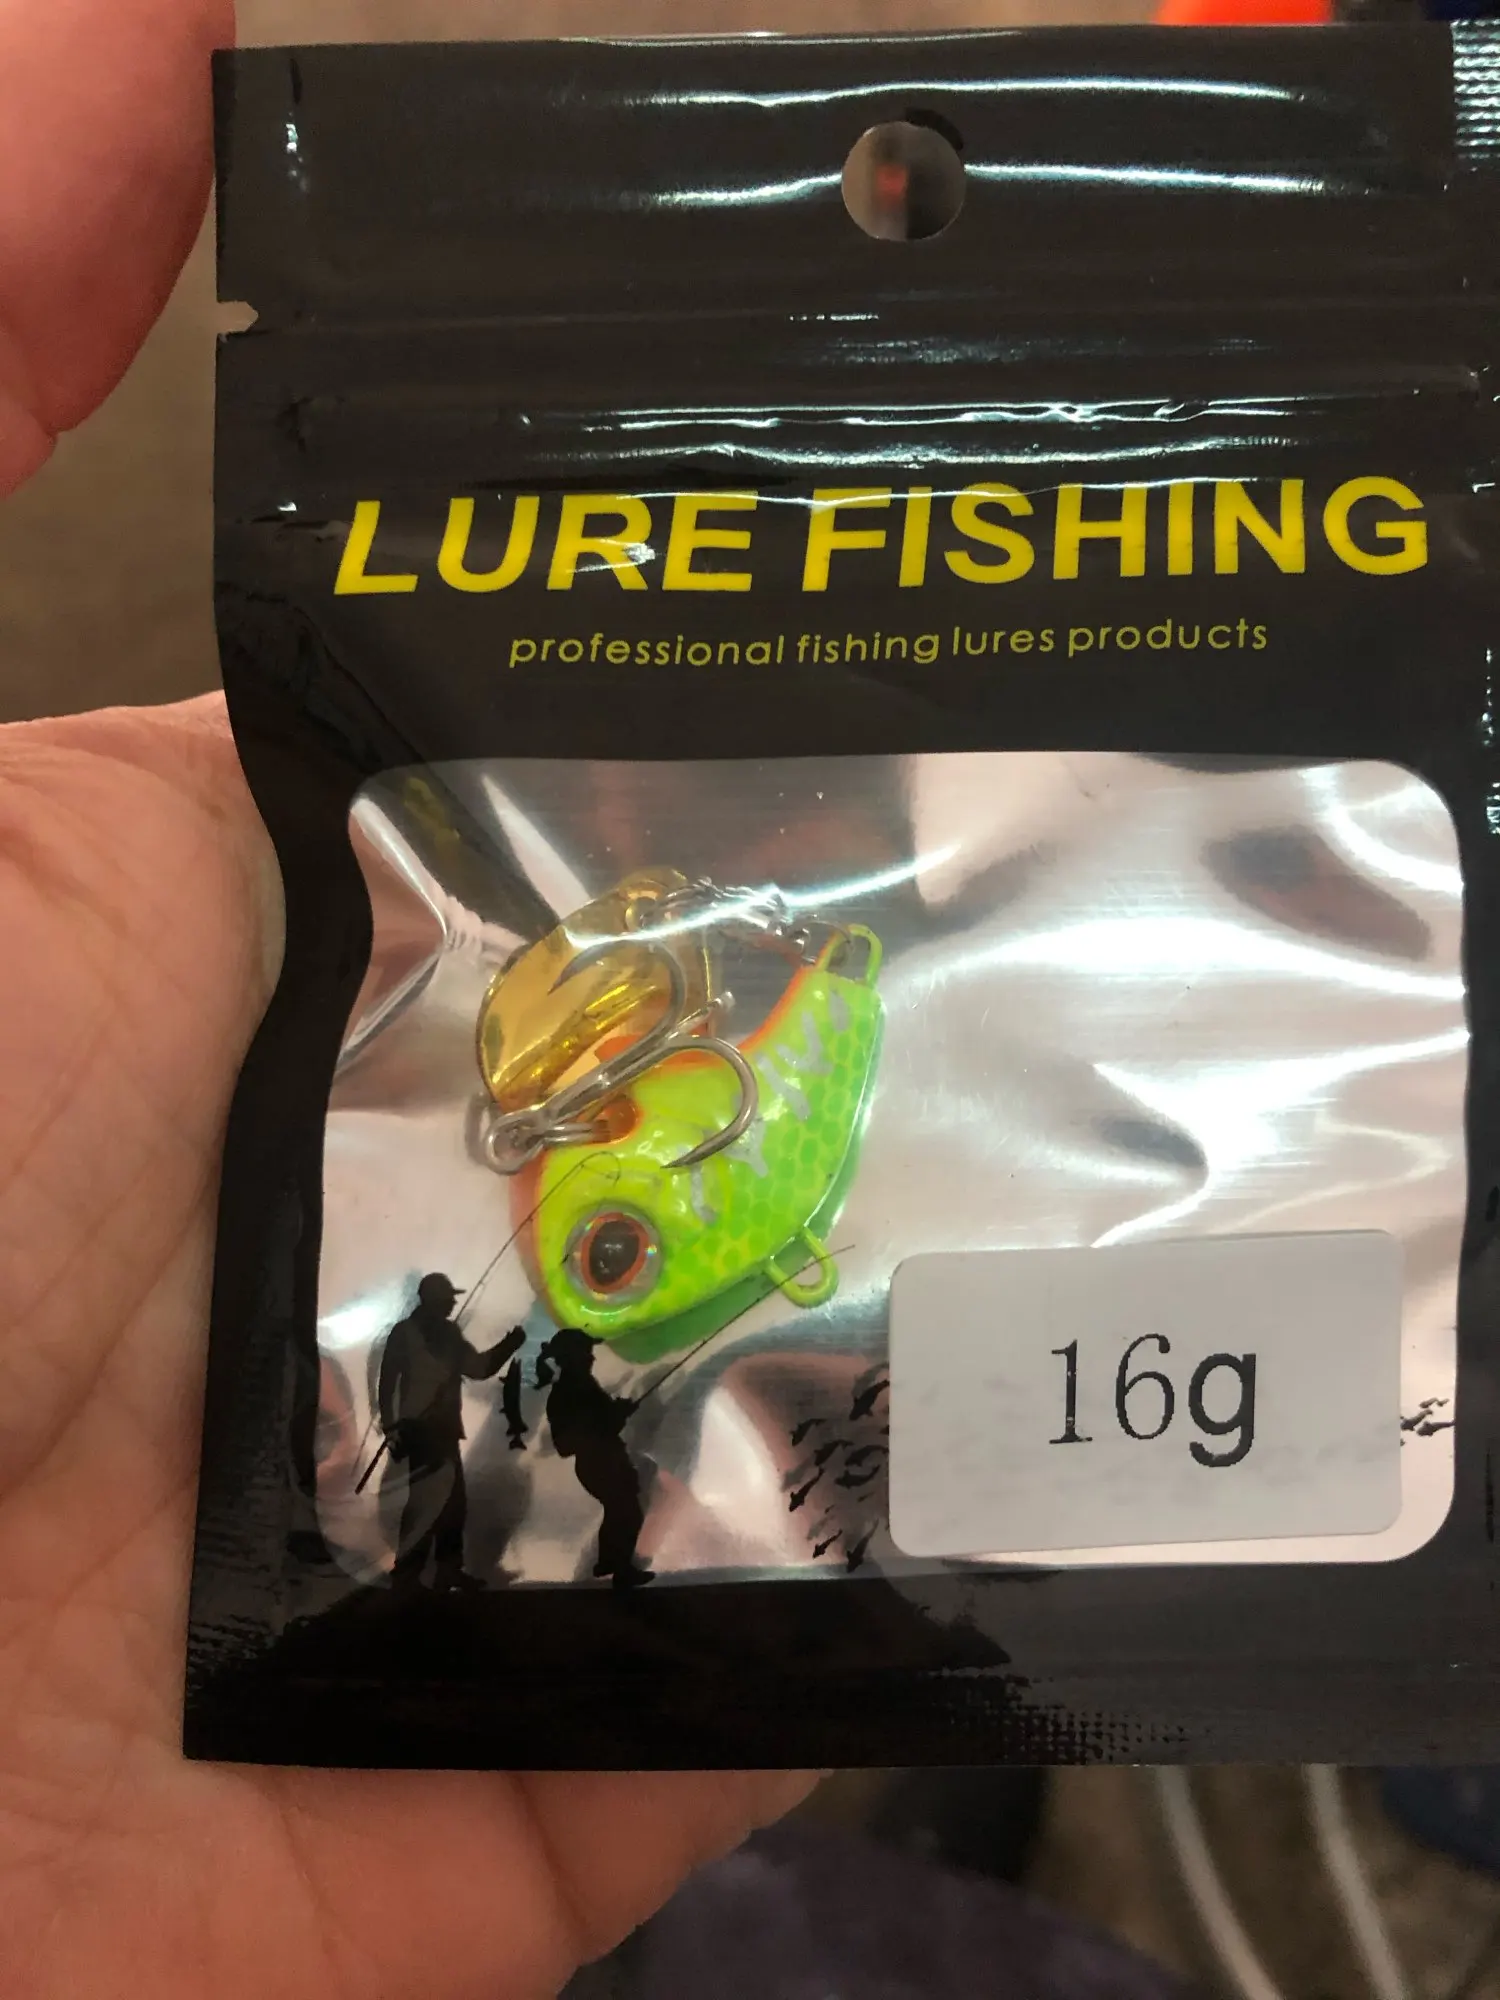 LURE FISHING
professional fishing lures products
16g